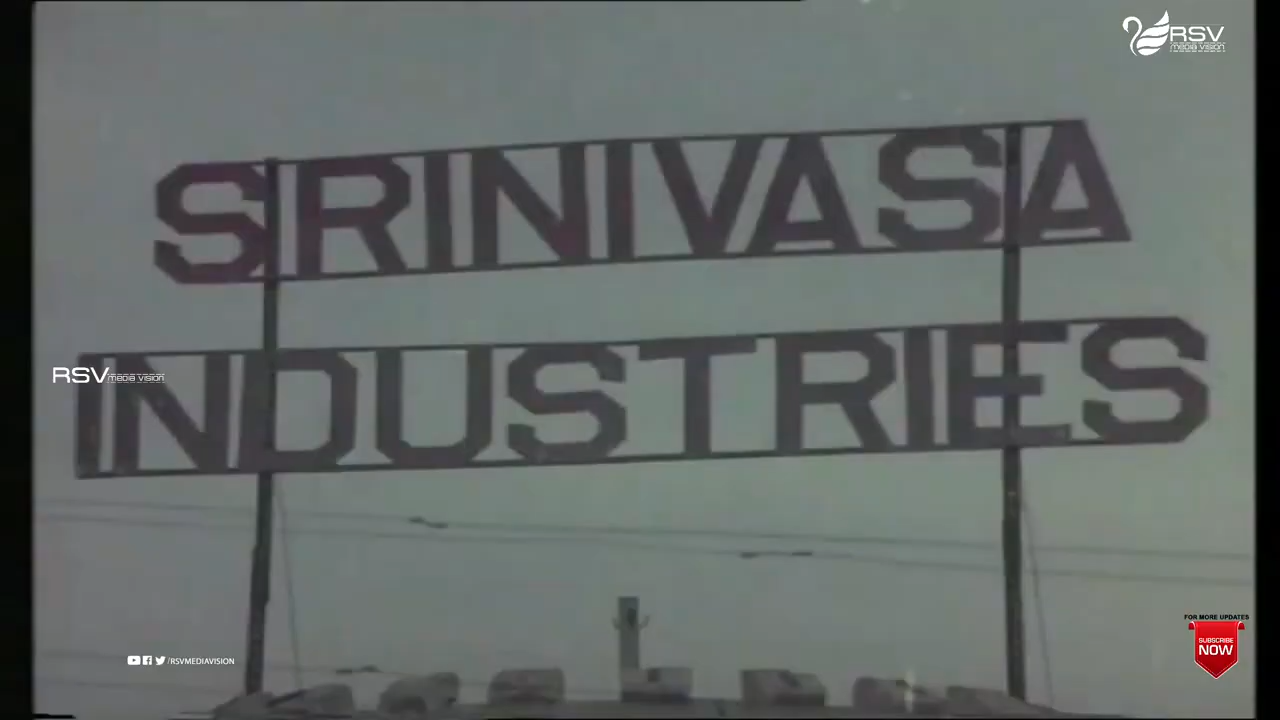 RSV
media vision
SRINIVASA
INDUSTRIES
RSV media vision
/RSVMEDIAVISION
FOR MORE UPDATES
SUBSCRIBE
NOW